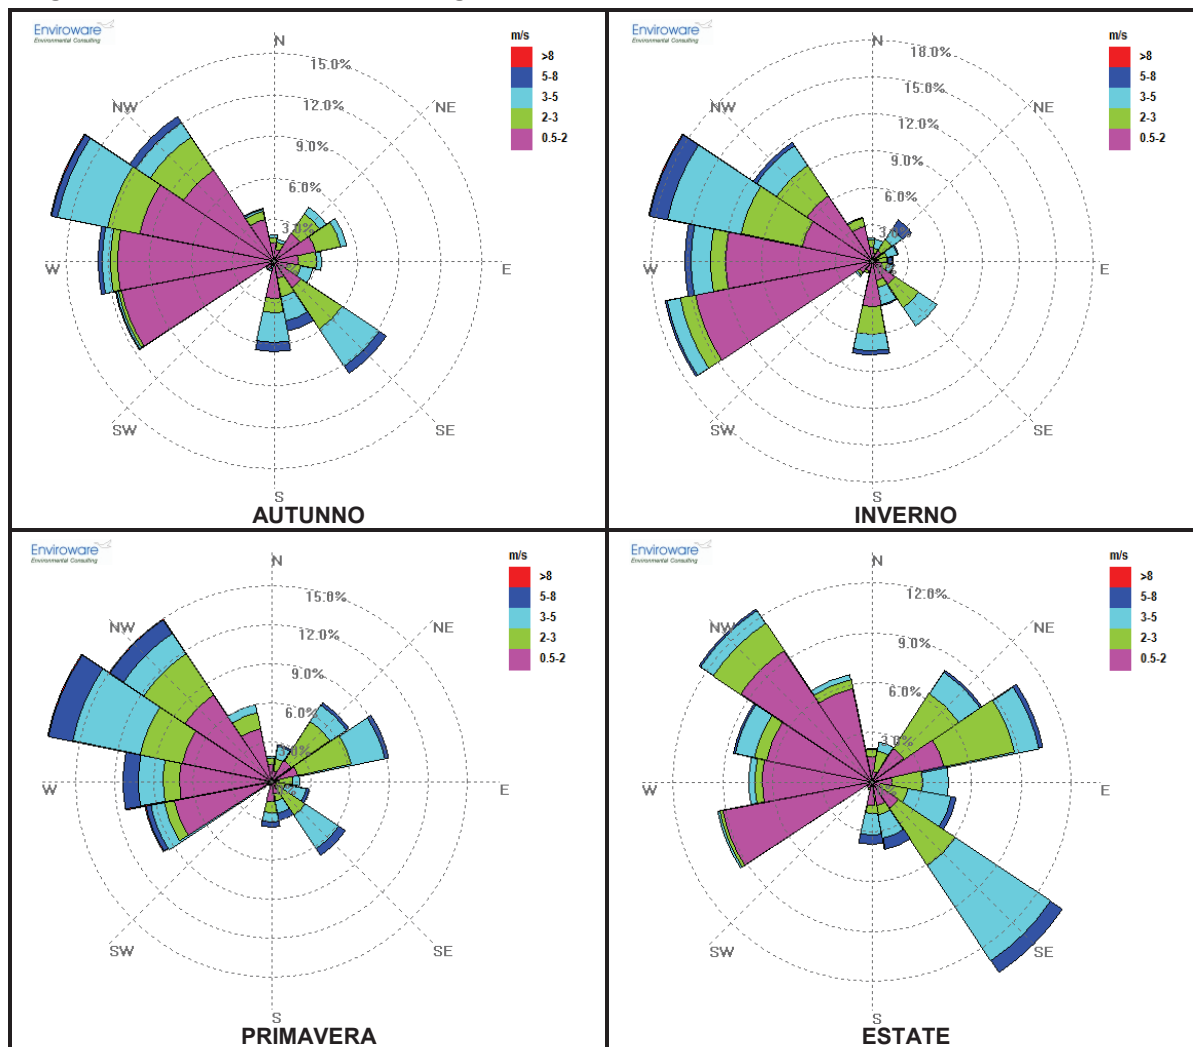 Enviroware
Environmental Consulting
m/s
>8
5-8
3-5
2-3
0.5-2
N
NE
E
SE
S
SW
W
NW
15.0%
12.0%
9.0%
6.0%
3.0%
AUTUNNO
Enviroware
Environmental Consulting
m/s
>8
5-8
3-5
2-3
0.5-2
N
NE
E
SE
S
SW
W
NW
18.0%
15.0%
12.0%
9.0%
6.0%
3.0%
INVERNO
Enviroware
Environmental Consulting
m/s
>8
5-8
3-5
2-3
0.5-2
N
NE
E
SE
S
SW
W
NW
15.0%
12.0%
9.0%
6.0%
3.0%
PRIMAVERA
Enviroware
Environmental Consulting
m/s
>8
5-8
3-5
2-3
0.5-2
N
NE
E
SE
S
SW
W
NW
12.0%
9.0%
6.0%
3.0%
ESTATE